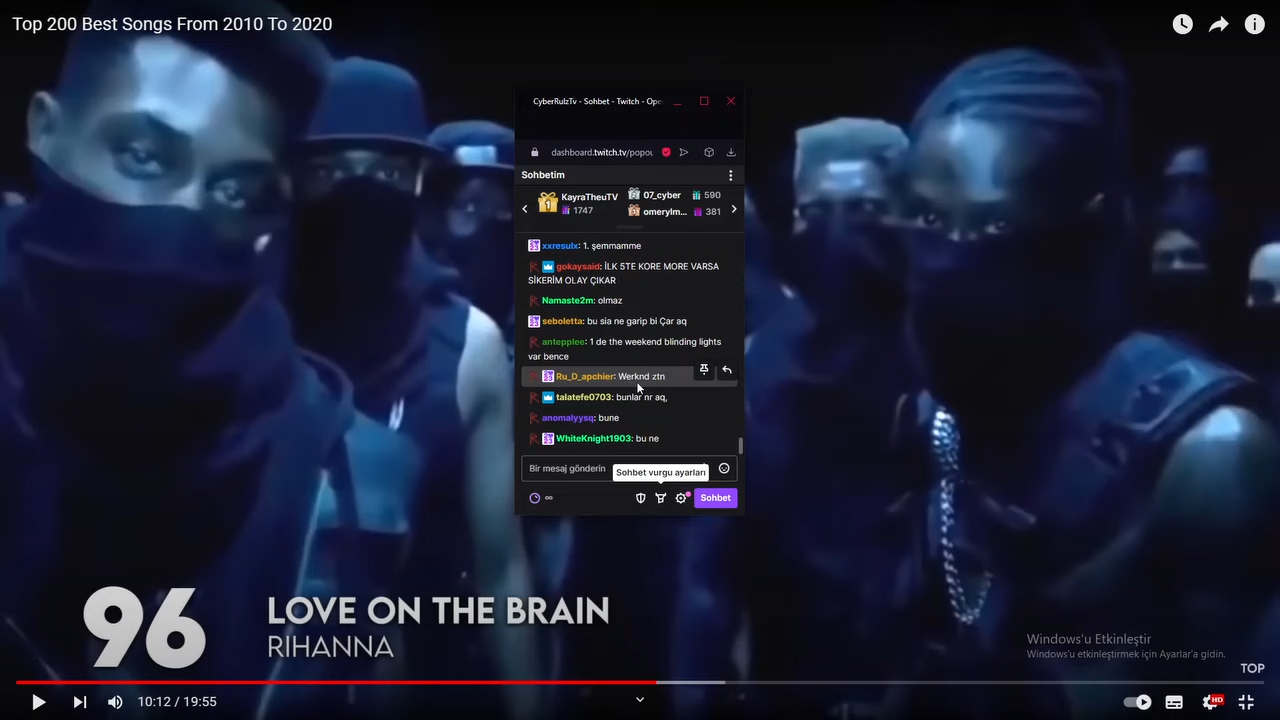 Top 200 Best Songs From 2010 To 2020
CyberRulzTv - Sohbet - Twitch - Ope
dashboard.twitch.tv/popou
Sohbetim
KayraTheuTV
1747
07_cyber
590
omerylm...
381
xxresulx: 1. şemmamme
gokaysaid: İLK 5TE KORE MORE VARSA
SİKERİM OLAY ÇIKAR
Namaste2m: olmaz
seboletta: bu sia ne garip bi Çar aq
antepplee: 1 de the weekend blinding lights
var bence
Ru_D_apchier: Werknd ztn
talatefe0703: bunlar nr aq,
anomalyysq: bune
WhiteKnight1903: bu ne
Bir mesaj gönderin
Sohbet vurgu ayarları
Sohbet
96
LOVE ON THE BRAIN
RIHANNA
Windows'u Etkinleştir
Windows'u etkinleştirmek için Ayarlar'a gidin.
TOP
10:12 / 19:55
HD